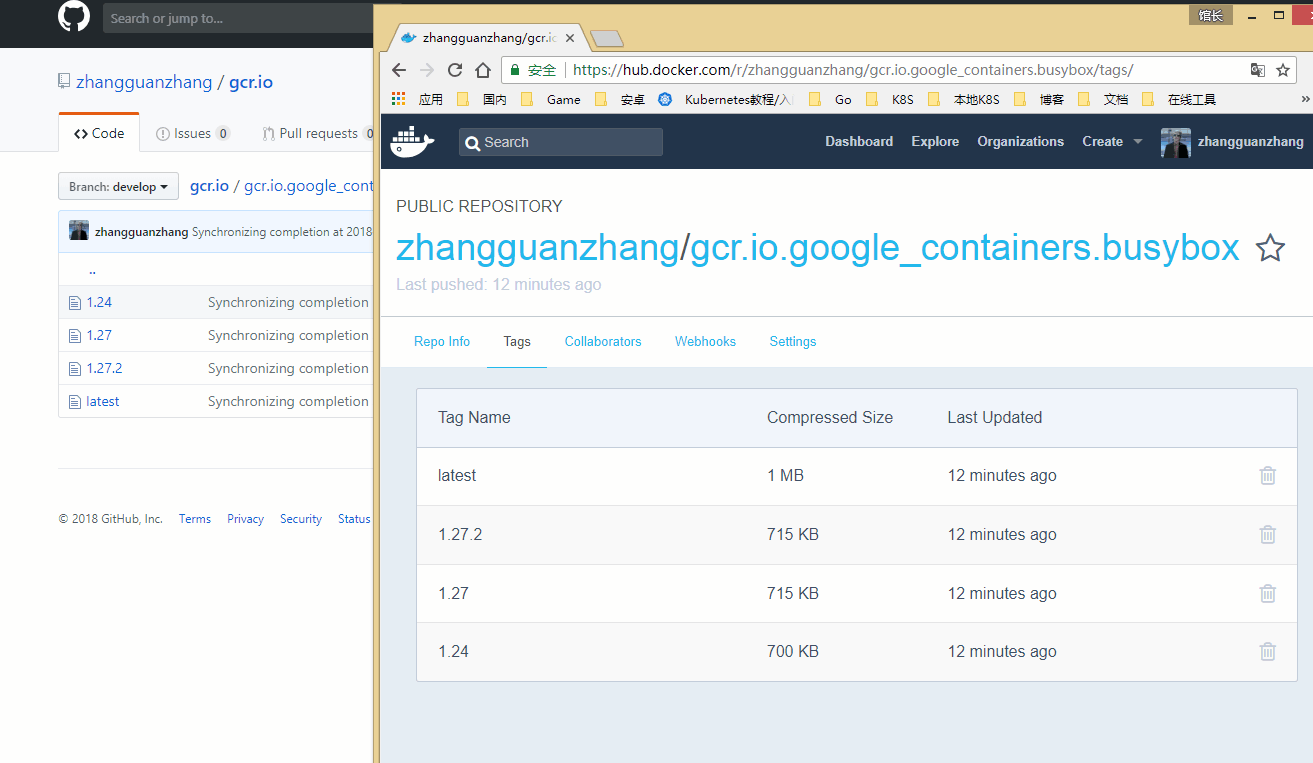 Search or jump to...
zhangguanzhang / gcr.io
Code
Issues 0
Pull requests 0
Branch: develop
gcr.io / gcr.io.google_cont
zhangguanzhang Synchronizing completion at 2018
..
1.24 Synchronizing completion
1.27 Synchronizing completion
1.27.2 Synchronizing completion
latest Synchronizing completion
© 2018 GitHub, Inc. Terms Privacy Security Status
馆长
zhangguanzhang/gcr.io
安全 https://hub.docker.com/r/zhangguanzhang/gcr.io.google_containers.busybox/tags/
应用 国内 Game 安卓 Kubernetes教程/入 Go K8S 本地K8S 博客 文档 在线工具 »
Search
Dashboard Explore Organizations Create zhangguanzhang
PUBLIC REPOSITORY
zhangguanzhang/gcr.io.google_containers.busybox
Last pushed: 12 minutes ago
Repo Info Tags Collaborators Webhooks Settings
Tag Name Compressed Size Last Updated
latest 1 MB 12 minutes ago
1.27.2 715 KB 12 minutes ago
1.27 715 KB 12 minutes ago
1.24 700 KB 12 minutes ago